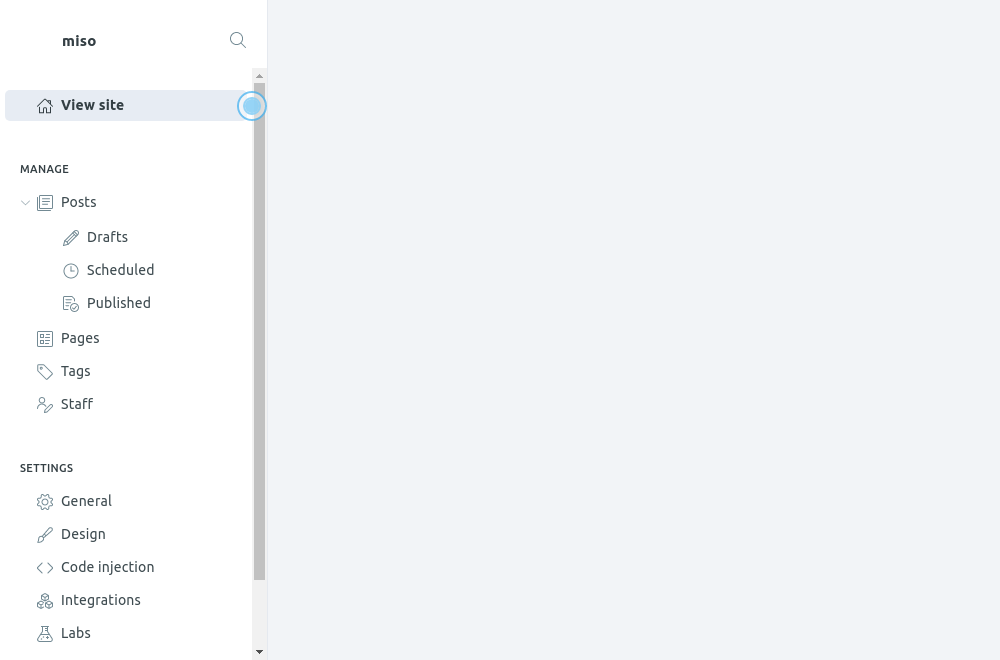 miso
View site
MANAGE
Posts
Drafts
Scheduled
Published
Pages
Tags
Staff
SETTINGS
General
Design
Code injection
Integrations
Labs